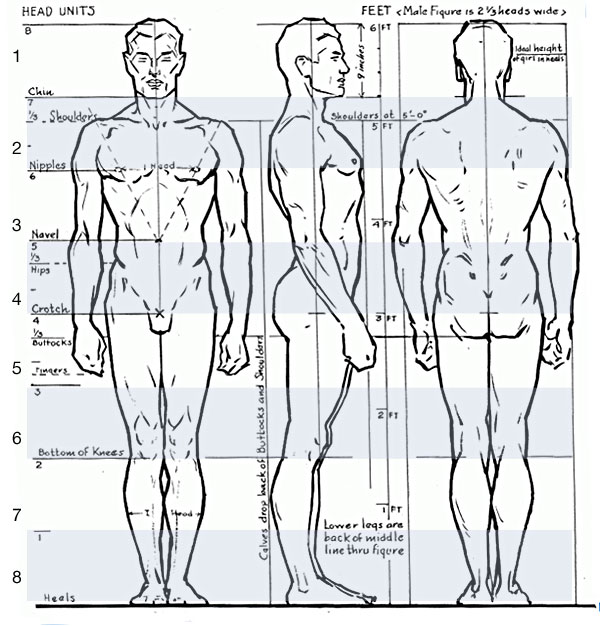 HEAD UNITS
FEET <Male Figure is 2 ⅓ heads wide>
8
6 FT
1
9 inches
Ideal height
of girl in heels
Chin
7
⅓ Shoulders
Shoulders at 5'-0"
5 FT
2
Nipples
Head
6
3
4 FT
Navel
5
⅓
Hips
4
Crotch
3 FT
4
⅓
Buttocks
5
Fingers
3
2 FT
6
Bottom of Knees
2
Calves drop back of Buttocks and Shoulders
7
1 FT
1 Head
Lower legs are
back of middle
line thru figure
1
8
Heels